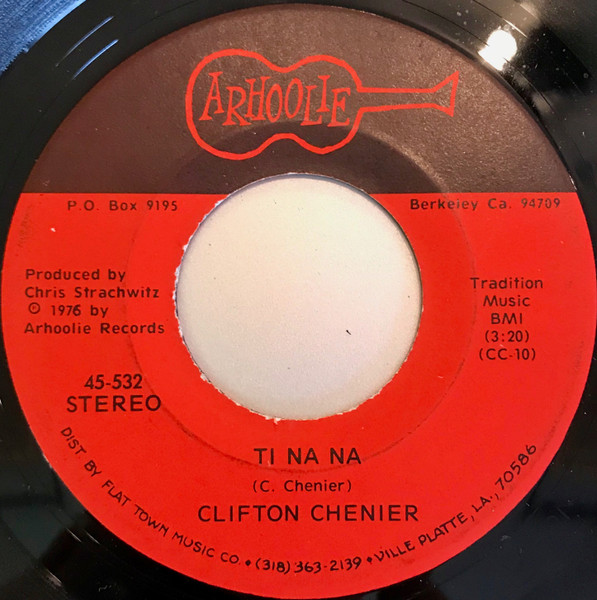 ARHOOLIE
P.O. Box 9195
Berkeley Ca. 94709
Produced by
Chris Strachwitz
℗ 1976 by
Arhoolie Records
Tradition
Music
BMI
(3:20)
(CC-10)
45-532
STEREO
TI NA NA
(C. Chenier)
CLIFTON CHENIER
DIST BY FLAT TOWN MUSIC CO. • (318) 363-2139 • VILLE PLATTE, LA., 70586